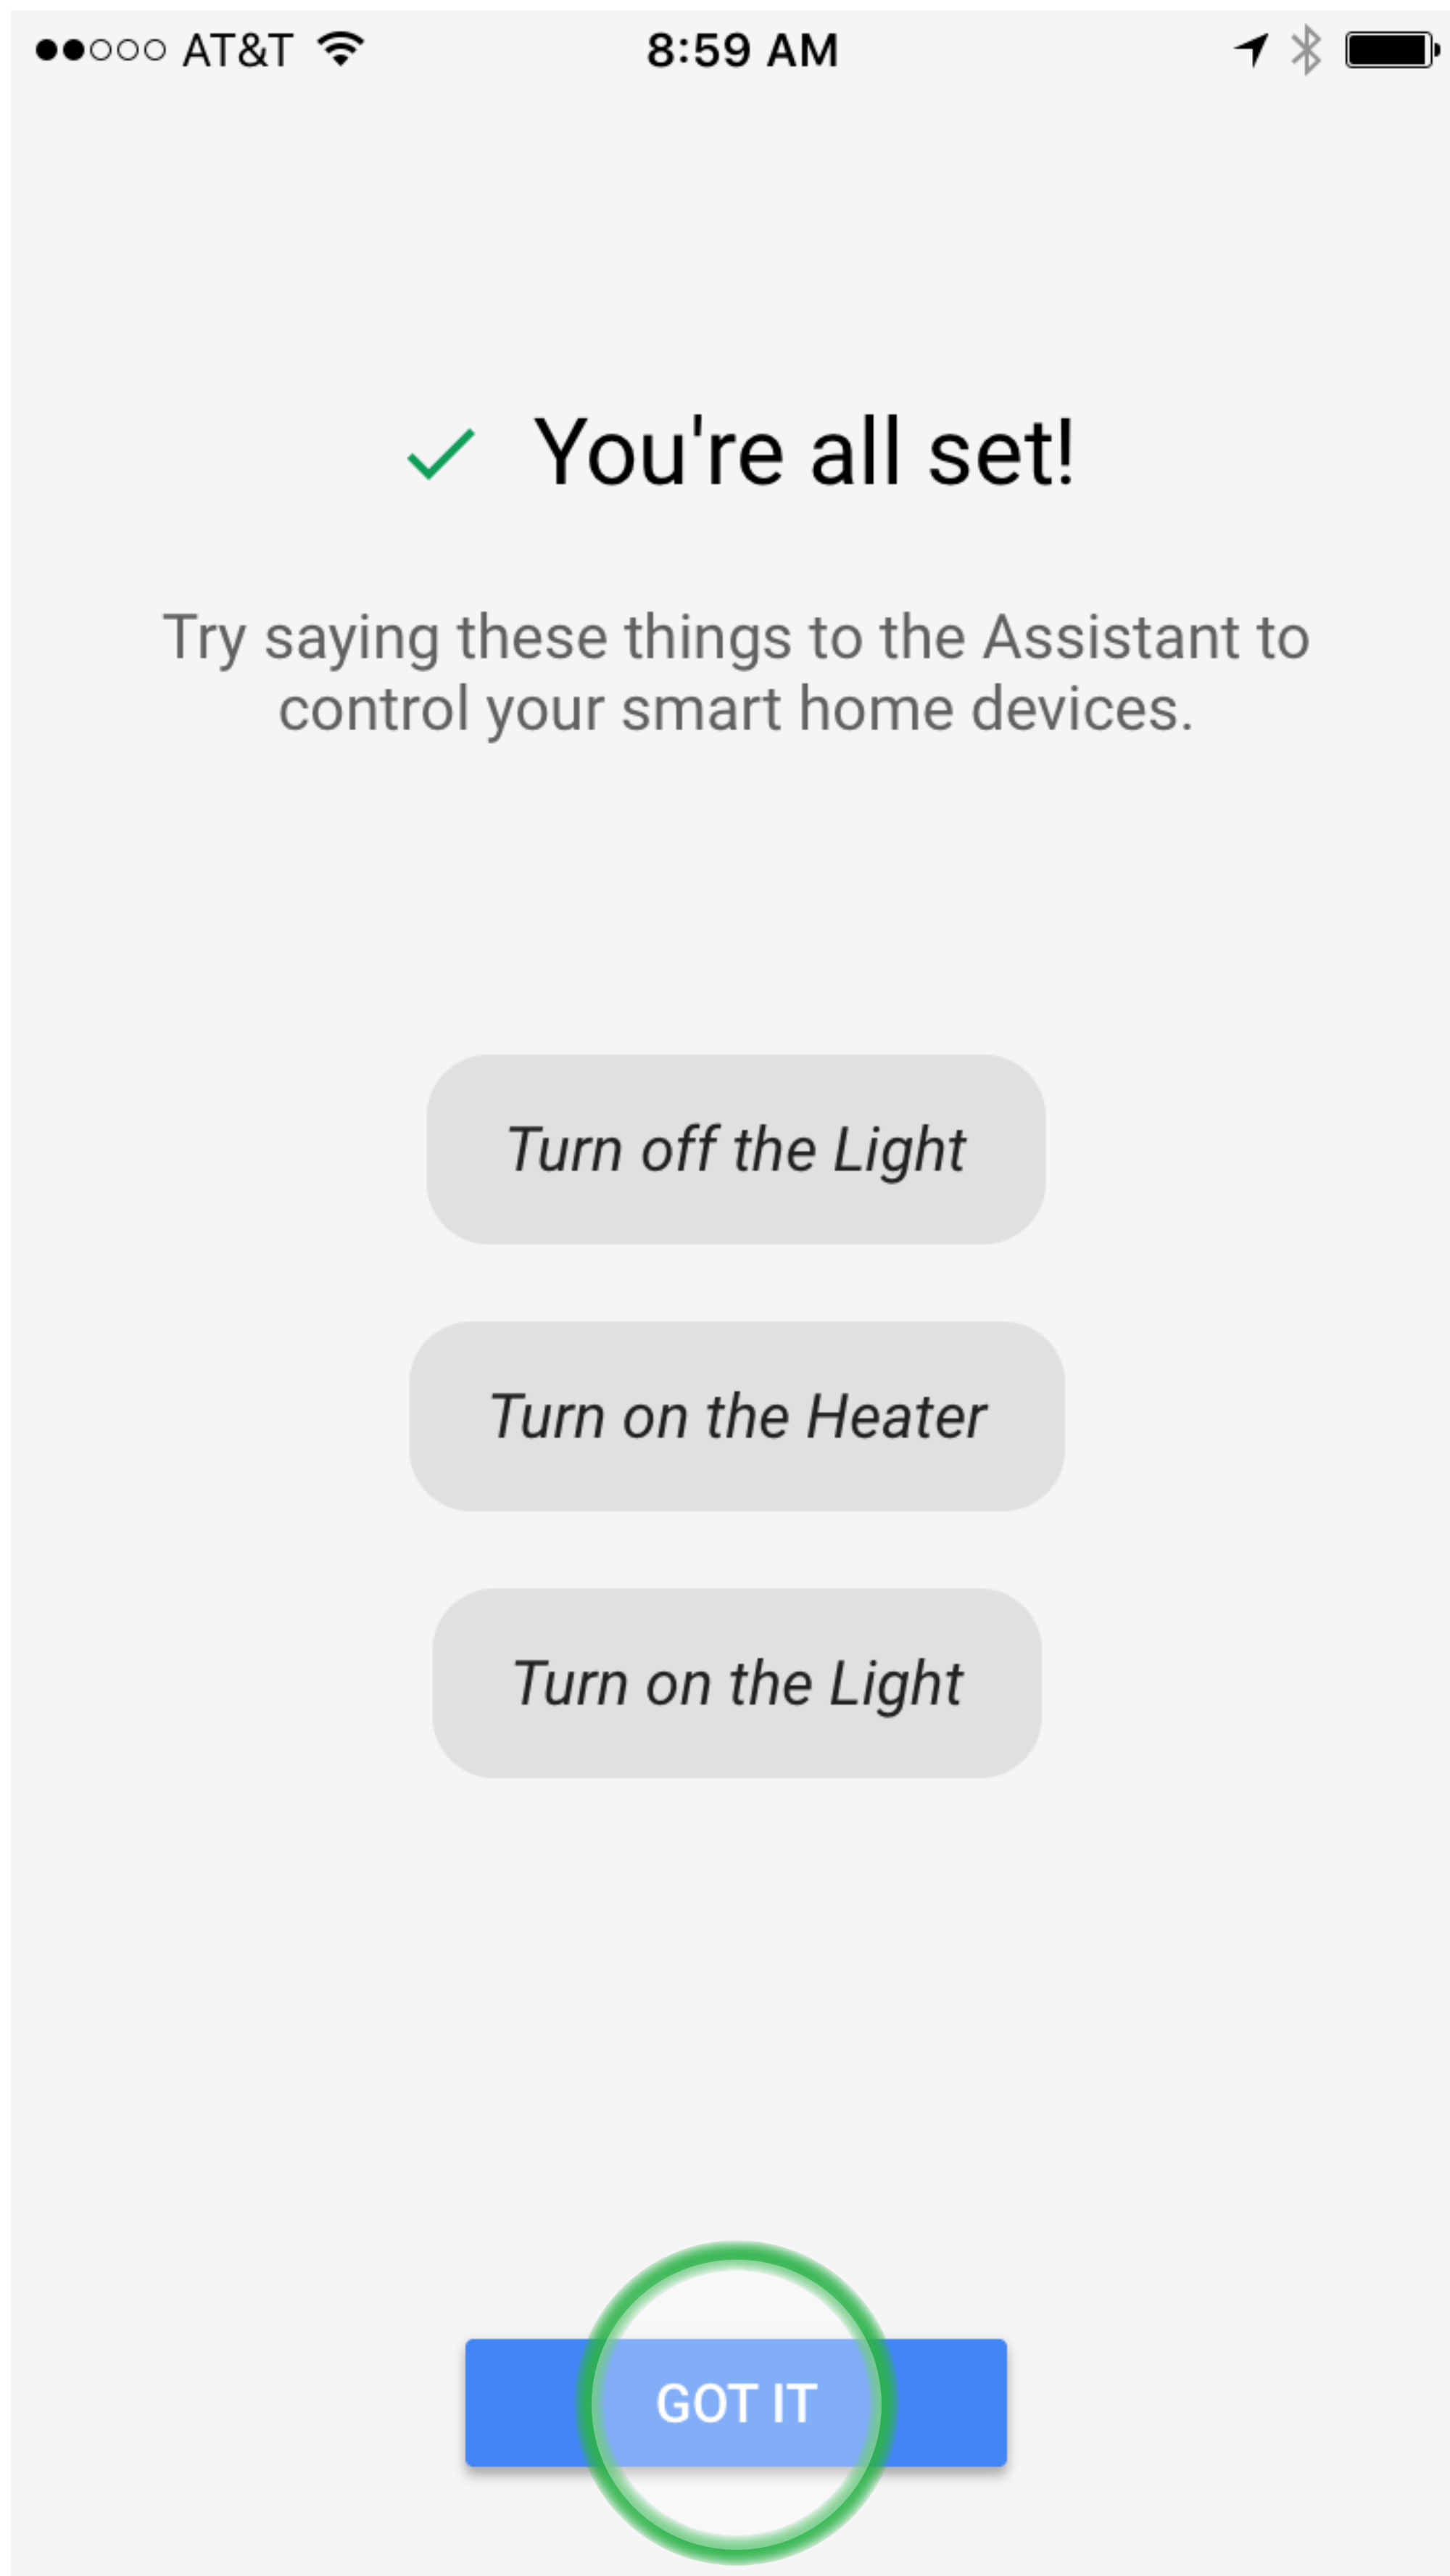 AT&T 8:59 AM
You're all set!
Try saying these things to the Assistant to
control your smart home devices.
Turn off the Light
Turn on the Heater
Turn on the Light
GOT IT